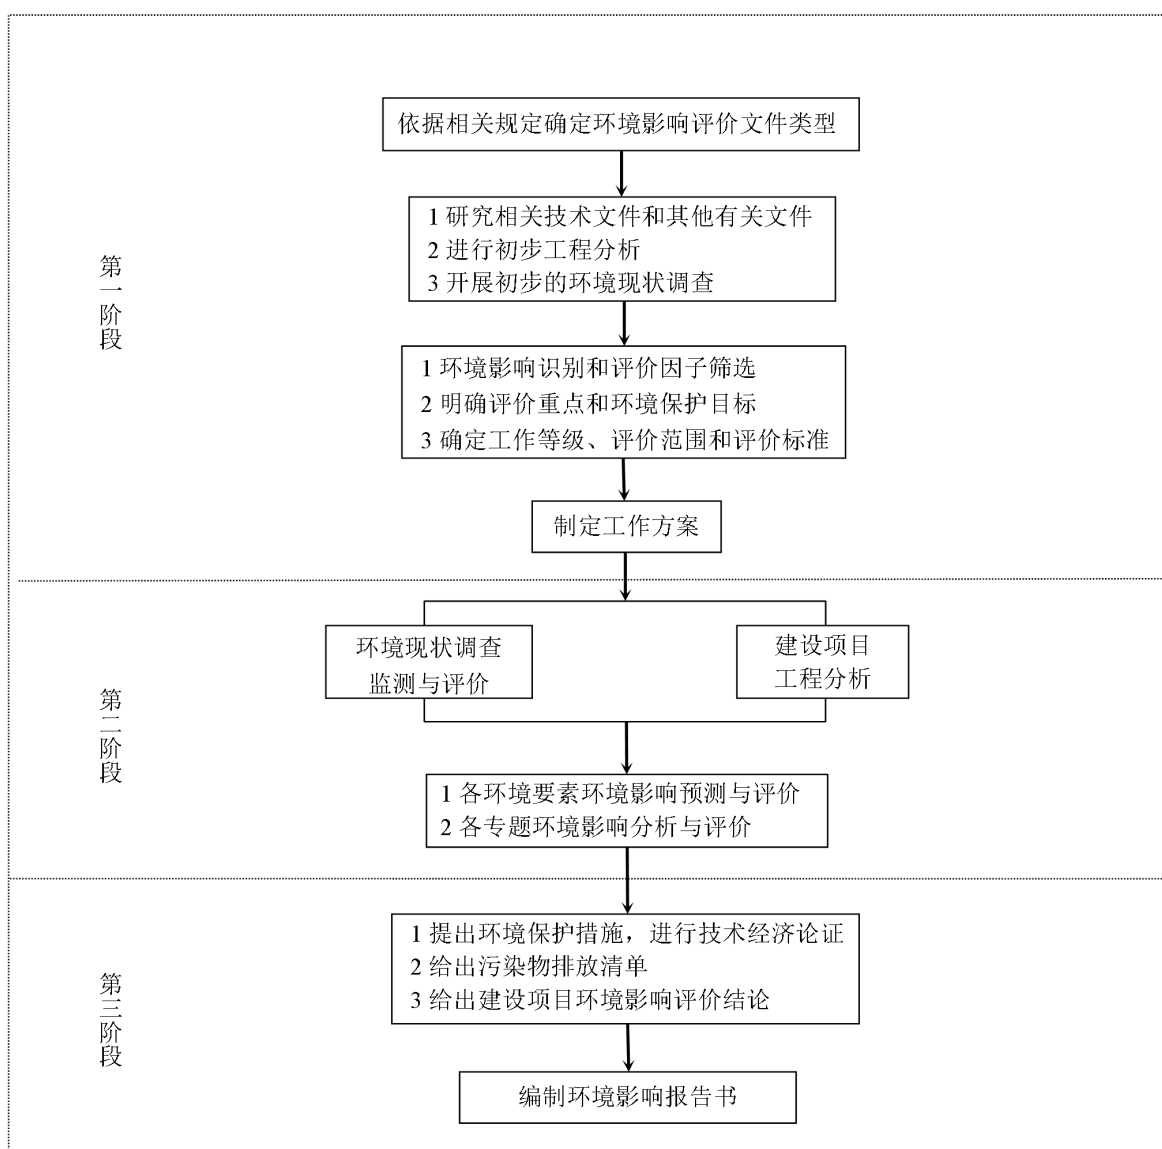 依据相关规定确定环境影响评价文件类型
第一阶段
1 研究相关技术文件和其他有关文件
2 进行初步工程分析
3 开展初步的环境现状调查
1 环境影响识别和评价因子筛选
2 明确评价重点和环境保护目标
3 确定工作等级、评价范围和评价标准
制定工作方案
第二阶段
环境现状调查
监测与评价
建设项目
工程分析
1 各环境要素环境影响预测与评价
2 各专题环境影响分析与评价
第三阶段
1 提出环境保护措施，进行技术经济论证
2 给出污染物排放清单
3 给出建设项目环境影响评价结论
编制环境影响报告书